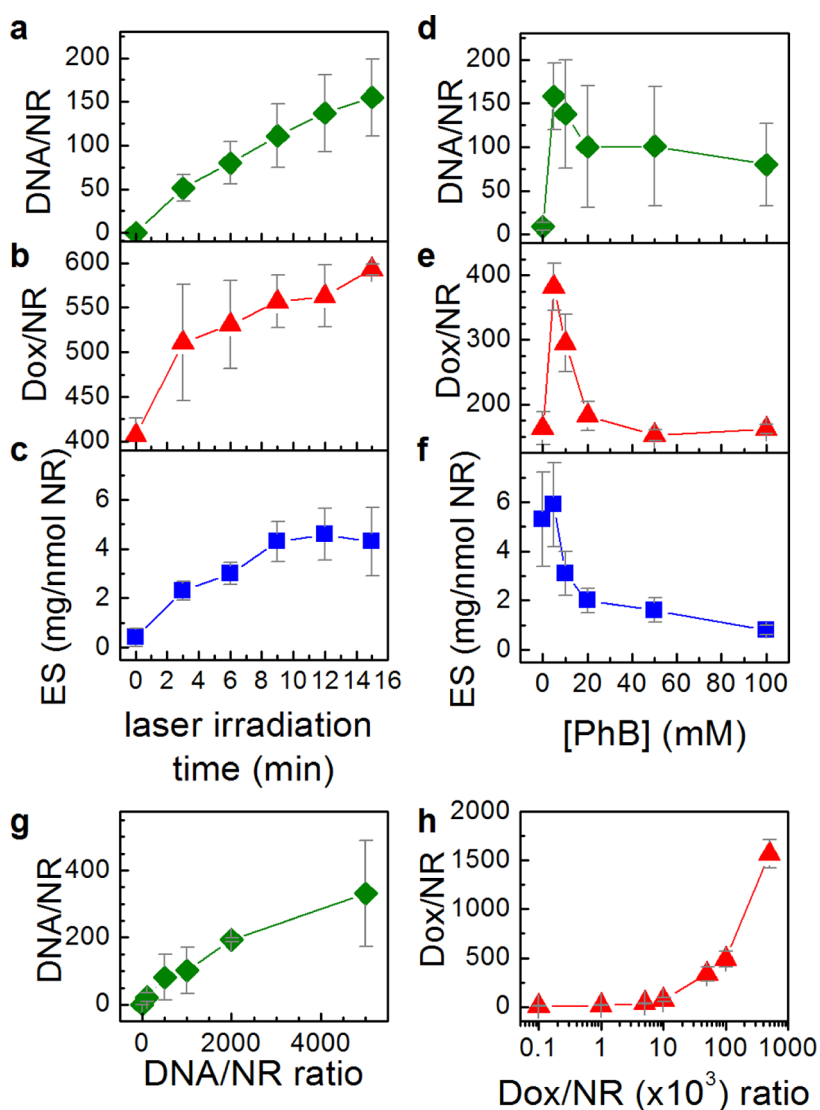 a
DNA/NR
200
150
100
50
0
b
Dox/NR
600
550
500
450
400
c
ES (mg/nmol NR)
6
4
2
0
0 2 4 6 8 10 12 14 16
laser irradiation
time (min)
d
DNA/NR
200
150
100
50
0
e
Dox/NR
400
300
200
f
ES (mg/nmol NR)
6
4
2
0
0 20 40 60 80 100
[PhB] (mM)
g
DNA/NR
400
200
0
0 2000 4000
DNA/NR ratio
h
Dox/NR
2000
1500
1000
500
0
0.1 1 10 100 1000
Dox/NR (x10³) ratio